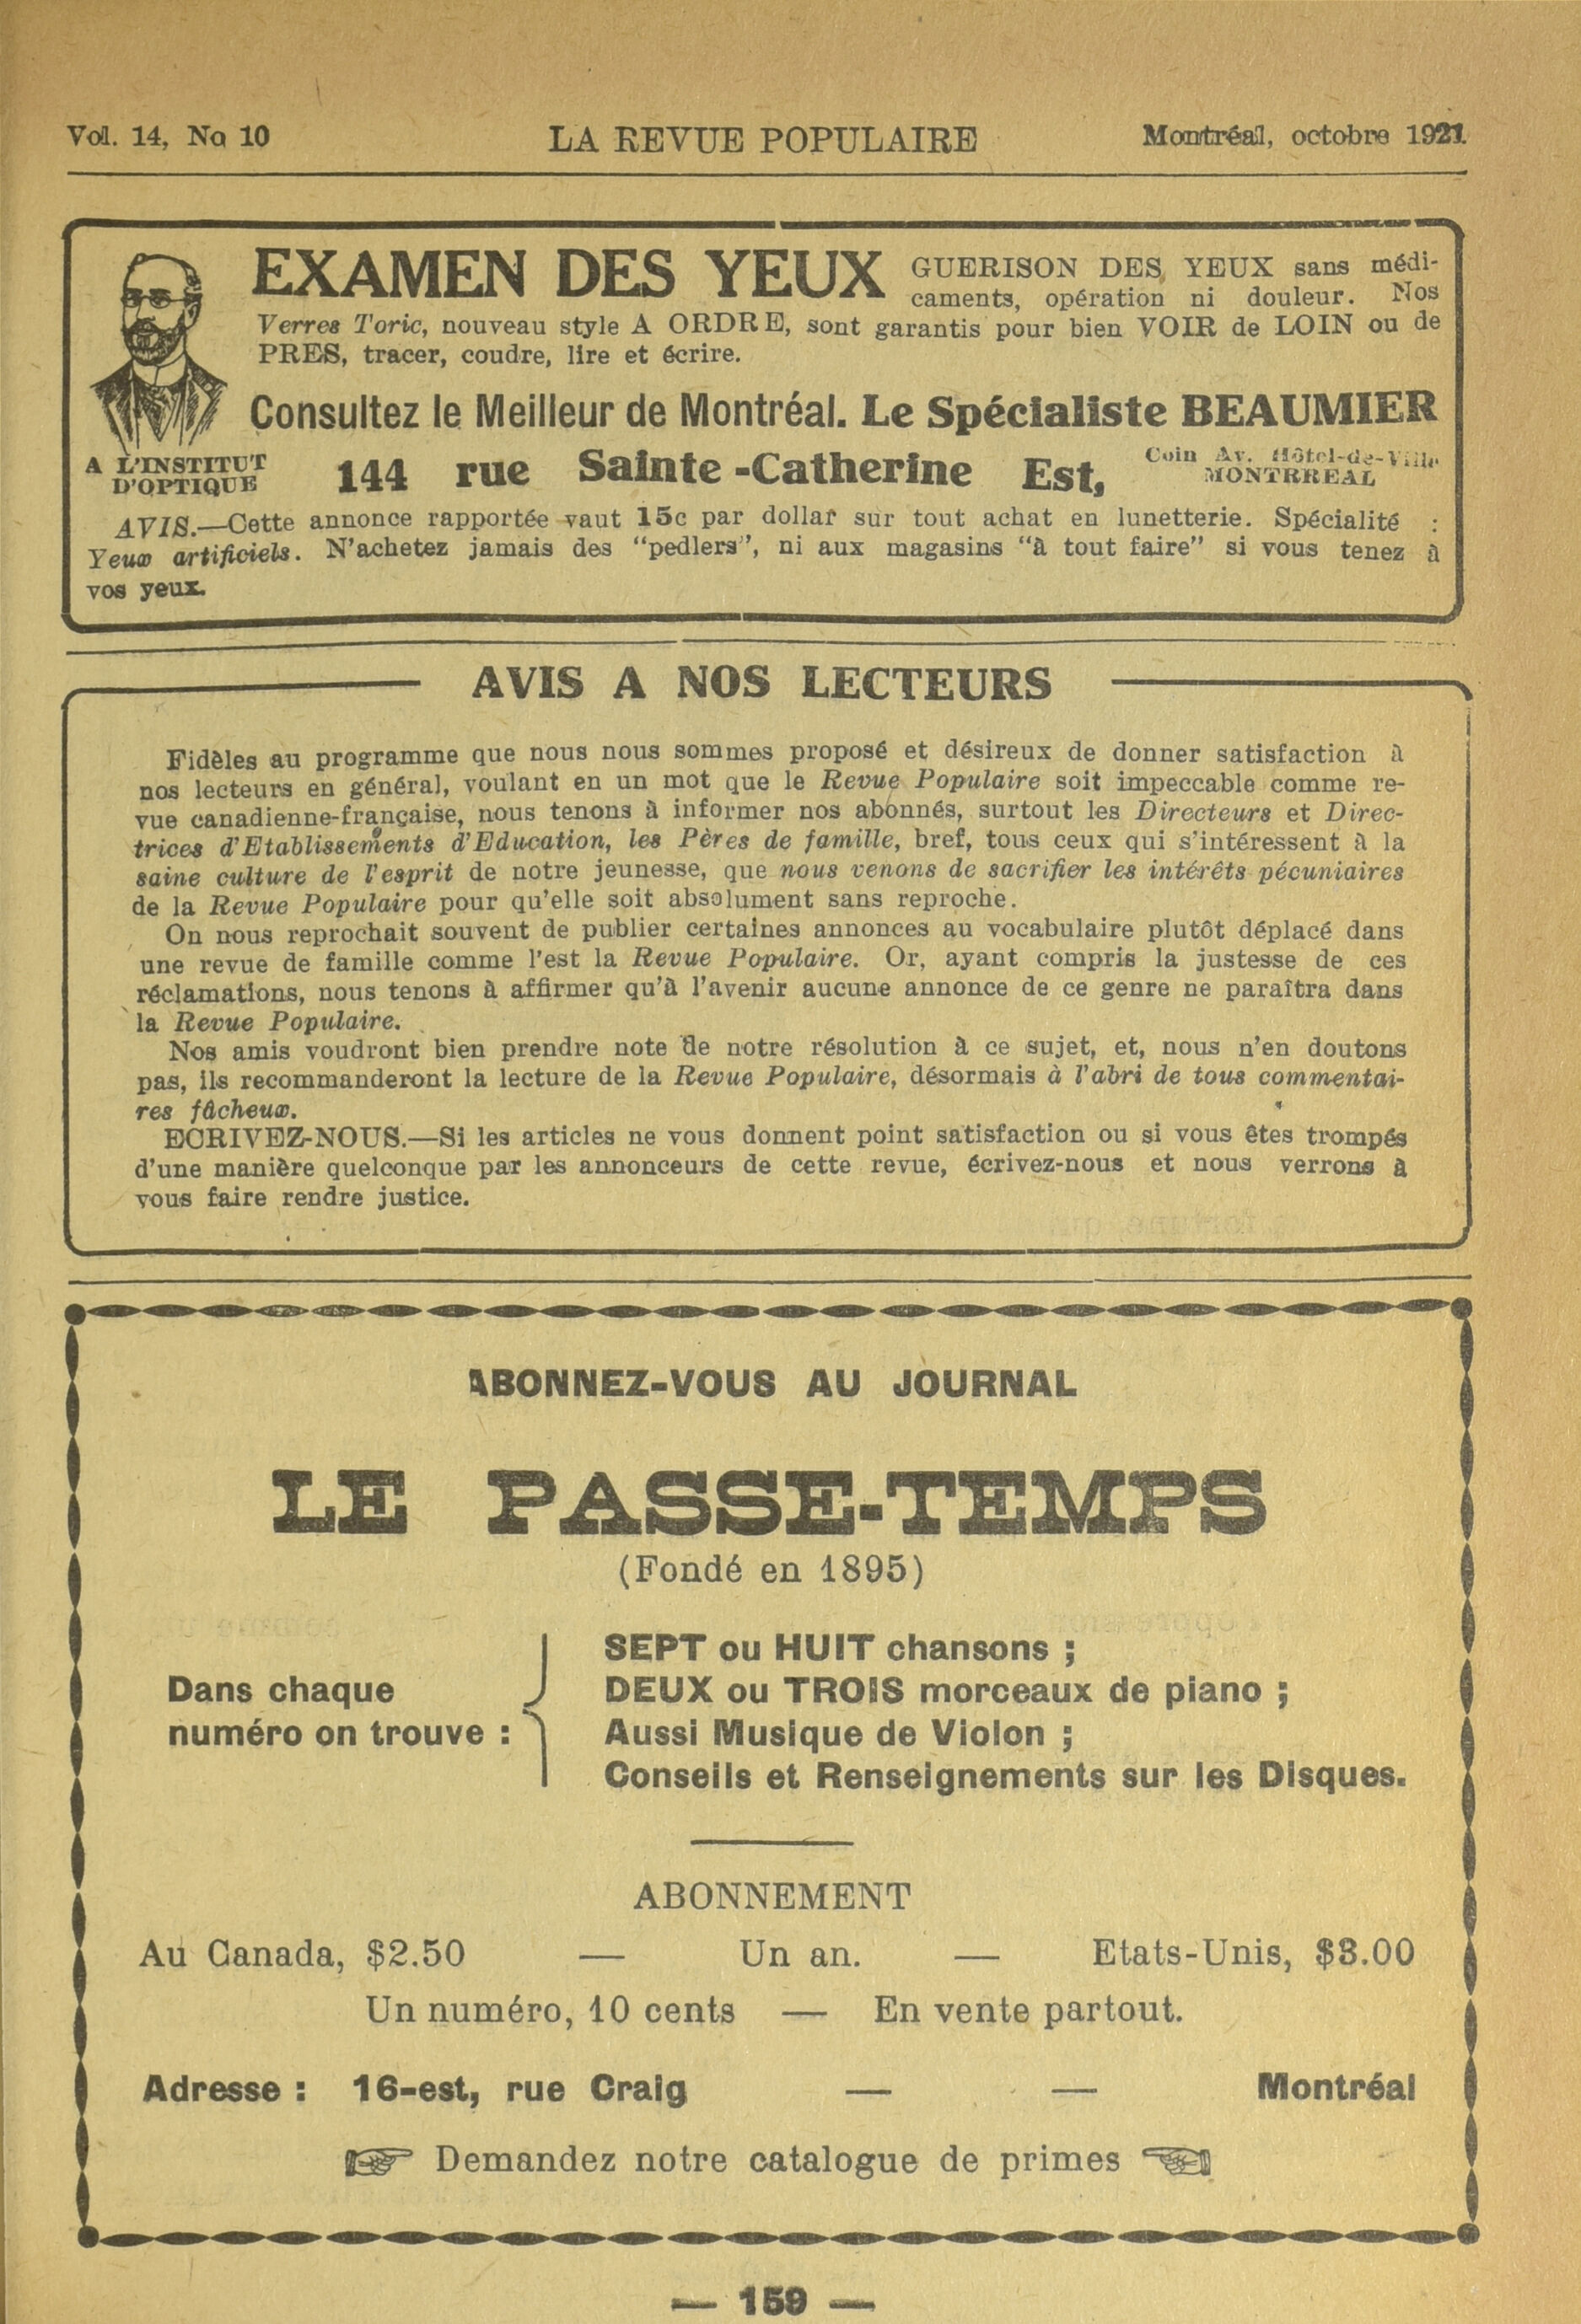 Vol. 14, No 10 LA REVUE POPULAIRE Montréal, octobre 1921.
EXAMEN DES YEUX GUERISON DES YEUX sans médi-
caments, opération ni douleur. Nos
Verres Toric, nouveau style A ORDRE, sont garantis pour bien VOIR de LOIN ou de
PRES, tracer, coudre, lire et écrire.
Consultez le Meilleur de Montréal. Le Spécialiste BEAUMIER
A L'INSTITUT
D'OPTIQUE
144 rue Sainte-Catherine Est,
Coin Av. Hôtel-de-Ville
MONTRREAL
AVIS.—Cette annonce rapportée vaut 15c par dollar sur tout achat en lunetterie. Spécialité :
Yeux artificiels. N'achetez jamais des "pedlers", ni aux magasins "à tout faire" si vous tenez à
vos yeux.
AVIS A NOS LECTEURS
Fidèles au programme que nous nous sommes proposé et désireux de donner satisfaction à
nos lecteurs en général, voulant en un mot que le Revue Populaire soit impeccable comme re-
vue canadienne-française, nous tenons à informer nos abonnés, surtout les Directeurs et Direc-
trices d'Etablissements d'Education, les Pères de famille, bref, tous ceux qui s'intéressent à la
saine culture de l'esprit de notre jeunesse, que nous venons de sacrifier les intérêts pécuniaires
de la Revue Populaire pour qu'elle soit absolument sans reproche.
On nous reprochait souvent de publier certaines annonces au vocabulaire plutôt déplacé dans
une revue de famille comme l'est la Revue Populaire. Or, ayant compris la justesse de ces
réclamations, nous tenons à affirmer qu'à l'avenir aucune annonce de ce genre ne paraîtra dans
la Revue Populaire.
Nos amis voudront bien prendre note de notre résolution à ce sujet, et, nous n'en doutons
pas, ils recommanderont la lecture de la Revue Populaire, désormais à l'abri de tous commentai-
res fâcheux.
ECRIVEZ-NOUS.—Si les articles ne vous donnent point satisfaction ou si vous êtes trompés
d'une manière quelconque par les annonceurs de cette revue, écrivez-nous et nous verrons à
vous faire rendre justice.
ABONNEZ-VOUS AU JOURNAL
LE PASSE-TEMPS
(Fondé en 1895)
Dans chaque
numéro on trouve :
SEPT ou HUIT chansons ;
DEUX ou TROIS morceaux de piano ;
Aussi Musique de Violon ;
Conseils et Renseignements sur les Disques.
ABONNEMENT
Au Canada, $2.50 — Un an. — Etats-Unis, $3.00
Un numéro, 10 cents — En vente partout.
Adresse : 16-est, rue Craig — — Montréal
Demandez notre catalogue de primes
— 159 —